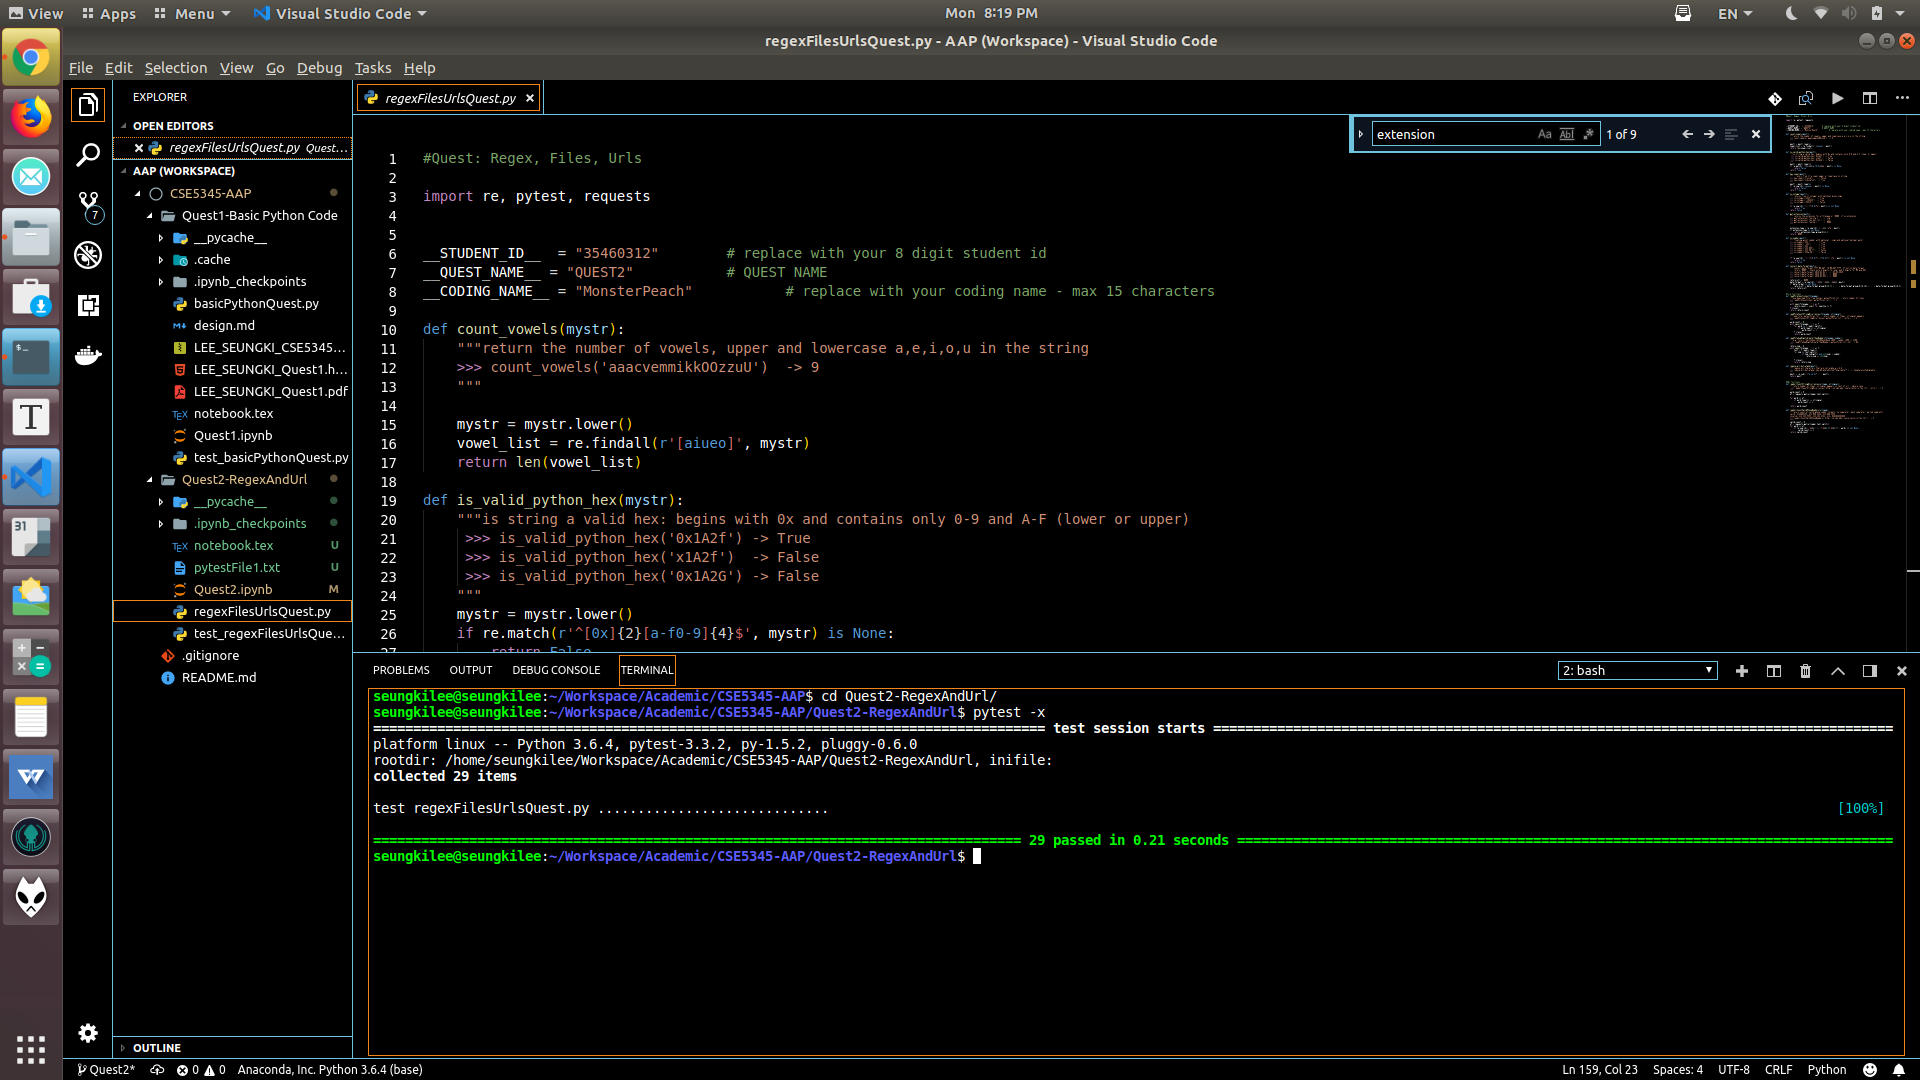 View Apps Menu Visual Studio Code Mon 8:19 PM EN
regexFilesUrlsQuest.py - AAP (Workspace) - Visual Studio Code
File Edit Selection View Go Debug Tasks Help
EXPLORER
OPEN EDITORS
regexFilesUrlsQuest.py Quest...
AAP (WORKSPACE)
CSE5345-AAP
Quest1-Basic Python Code
__pycache__
.cache
.ipynb_checkpoints
basicPythonQuest.py
design.md
LEE_SEUNGKI_CSE5345...
LEE_SEUNGKI_Quest1.h...
LEE_SEUNGKI_Quest1.pdf
notebook.tex
Quest1.ipynb
test_basicPythonQuest.py
Quest2-RegexAndUrl
__pycache__
.ipynb_checkpoints
notebook.tex U
pytestFile1.txt U
Quest2.ipynb M
regexFilesUrlsQuest.py
test_regexFilesUrlsQue...
.gitignore
README.md
OUTLINE
7
31
regexFilesUrlsQuest.py
extension Aa Abl .* 1 of 9
1 #Quest: Regex, Files, Urls
2
3 import re, pytest, requests
4
5
6 __STUDENT_ID__ = "35460312" # replace with your 8 digit student id
7 __QUEST_NAME__ = "QUEST2" # QUEST NAME
8 __CODING_NAME__ = "MonsterPeach" # replace with your coding name - max 15 characters
9
10 def count_vowels(mystr):
11 """return the number of vowels, upper and lowercase a,e,i,o,u in the string
12 >>> count_vowels('aaacvemmikkOOzzuU') -> 9
13 """
14
15 mystr = mystr.lower()
16 vowel_list = re.findall(r'[aiueo]', mystr)
17 return len(vowel_list)
18
19 def is_valid_python_hex(mystr):
20 """is string a valid hex: begins with 0x and contains only 0-9 and A-F (lower or upper)
21 >>> is_valid_python_hex('0x1A2f') -> True
22 >>> is_valid_python_hex('x1A2f') -> False
23 >>> is_valid_python_hex('0x1A2G') -> False
24 """
25 mystr = mystr.lower()
26 if re.match(r'^[0x]{2}[a-f0-9]{4}$', mystr) is None:
27 return False
PROBLEMS OUTPUT DEBUG CONSOLE TERMINAL 2: bash
seungkilee@seungkilee:~/Workspace/Academic/CSE5345-AAP$ cd Quest2-RegexAndUrl/
seungkilee@seungkilee:~/Workspace/Academic/CSE5345-AAP/Quest2-RegexAndUrl$ pytest -x
test session starts
platform linux -- Python 3.6.4, pytest-3.3.2, py-1.5.2, pluggy-0.6.0
rootdir: /home/seungkilee/Workspace/Academic/CSE5345-AAP/Quest2-RegexAndUrl, inifile:
collected 29 items
test regexFilesUrlsQuest.py ............................. [100%]
29 passed in 0.21 seconds
seungkilee@seungkilee:~/Workspace/Academic/CSE5345-AAP/Quest2-RegexAndUrl$
Quest2* 0 0 Anaconda, Inc. Python 3.6.4 (base) Ln 159, Col 23 Spaces: 4 UTF-8 CRLF Python